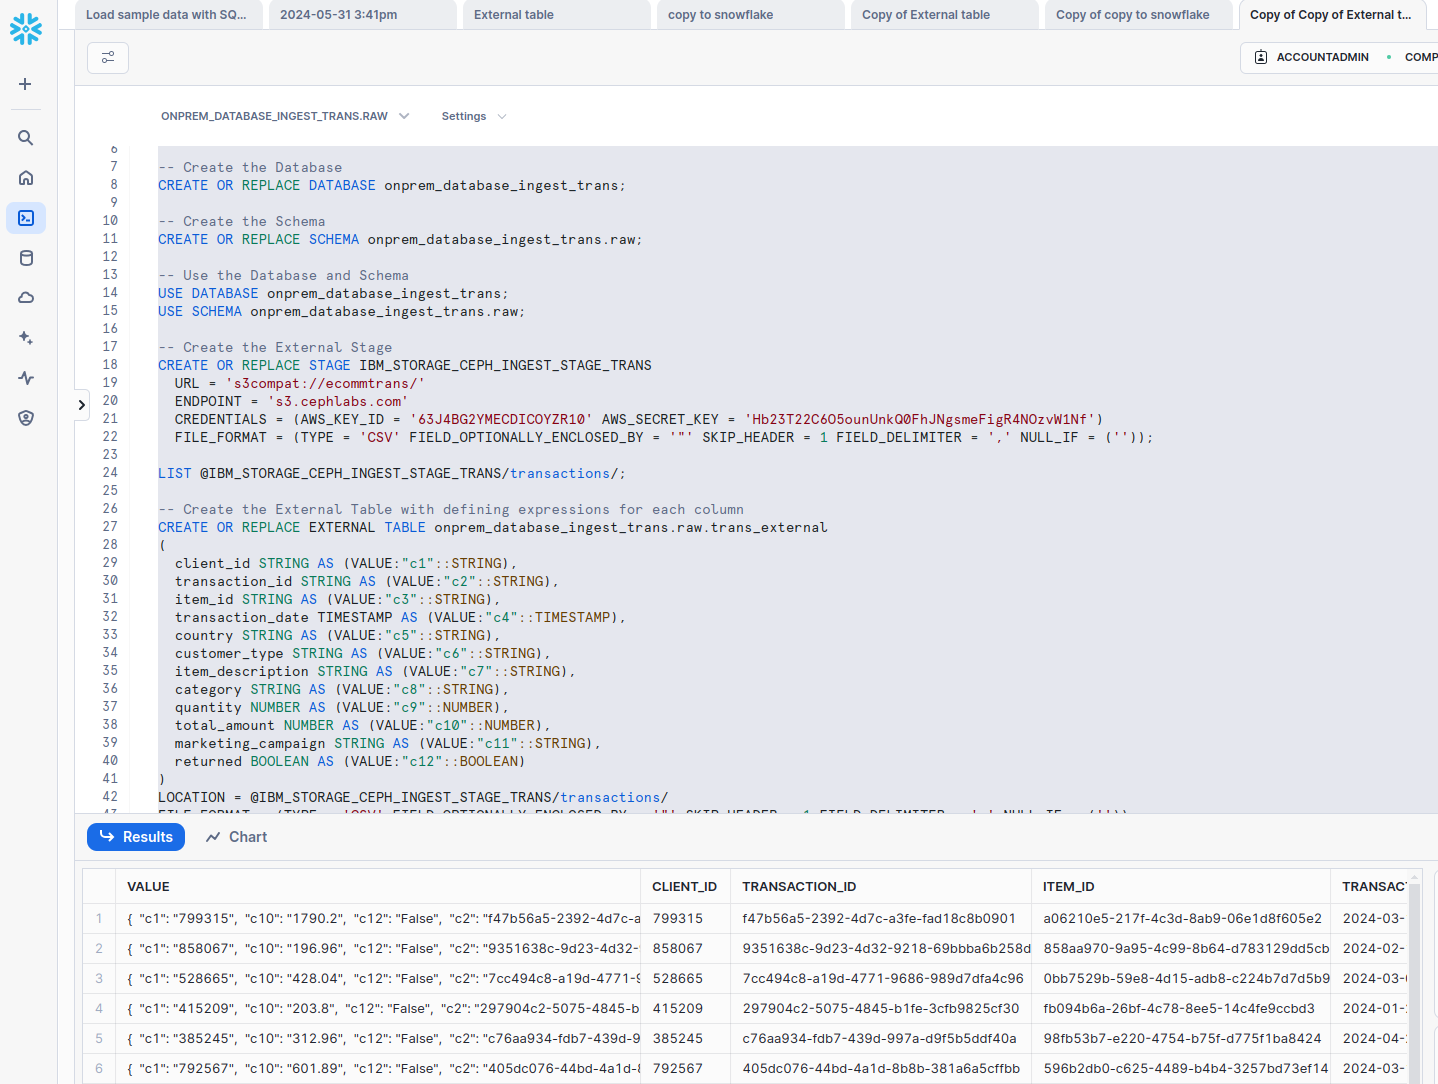 Load sample data with SQ...
2024-05-31 3:41pm
External table
copy to snowflake
Copy of External table
Copy of copy to snowflake
Copy of Copy of External t...
ACCOUNTADMIN
COMP
ONPREM_DATABASE_INGEST_TRANS.RAW
Settings
6
7 -- Create the Database
8 CREATE OR REPLACE DATABASE onprem_database_ingest_trans;
9
10 -- Create the Schema
11 CREATE OR REPLACE SCHEMA onprem_database_ingest_trans.raw;
12
13 -- Use the Database and Schema
14 USE DATABASE onprem_database_ingest_trans;
15 USE SCHEMA onprem_database_ingest_trans.raw;
16
17 -- Create the External Stage
18 CREATE OR REPLACE STAGE IBM_STORAGE_CEPH_INGEST_STAGE_TRANS
19 URL = 's3compat://ecommtrans/'
20 ENDPOINT = 's3.cephlabs.com'
21 CREDENTIALS = (AWS_KEY_ID = '63J4BG2YMECDICOYZR10' AWS_SECRET_KEY = 'Hb23T22C6O5ounUnkQ0FhJNgsmeFigR4NOzvW1Nf')
22 FILE_FORMAT = (TYPE = 'CSV' FIELD_OPTIONALLY_ENCLOSED_BY = '"' SKIP_HEADER = 1 FIELD_DELIMITER = ',' NULL_IF = (''));
23
24 LIST @IBM_STORAGE_CEPH_INGEST_STAGE_TRANS/transactions/;
25
26 -- Create the External Table with defining expressions for each column
27 CREATE OR REPLACE EXTERNAL TABLE onprem_database_ingest_trans.raw.trans_external
28 (
29 client_id STRING AS (VALUE:"c1"::STRING),
30 transaction_id STRING AS (VALUE:"c2"::STRING),
31 item_id STRING AS (VALUE:"c3"::STRING),
32 transaction_date TIMESTAMP AS (VALUE:"c4"::TIMESTAMP),
33 country STRING AS (VALUE:"c5"::STRING),
34 customer_type STRING AS (VALUE:"c6"::STRING),
35 item_description STRING AS (VALUE:"c7"::STRING),
36 category STRING AS (VALUE:"c8"::STRING),
37 quantity NUMBER AS (VALUE:"c9"::NUMBER),
38 total_amount NUMBER AS (VALUE:"c10"::NUMBER),
39 marketing_campaign STRING AS (VALUE:"c11"::STRING),
40 returned BOOLEAN AS (VALUE:"c12"::BOOLEAN)
41 )
42 LOCATION = @IBM_STORAGE_CEPH_INGEST_STAGE_TRANS/transactions/
43 FILE_FORMAT = (TYPE = 'CSV' FIELD_OPTIONALLY_ENCLOSED_BY = '"' SKIP_HEADER = 1 FIELD_DELIMITER = ',' NULL_IF = (''))
Results
Chart
VALUE CLIENT_ID TRANSACTION_ID ITEM_ID TRANSAC
1 { "c1": "799315", "c10": "1790.2", "c12": "False", "c2": "f47b56a5-2392-4d7c-a 799315 f47b56a5-2392-4d7c-a3fe-fad18c8b0901 a06210e5-217f-4c3d-8ab9-06e1d8f605e2 2024-03-
2 { "c1": "858067", "c10": "196.96", "c12": "False", "c2": "9351638c-9d23-4d32- 858067 9351638c-9d23-4d32-9218-69bbba6b258d 858aa970-9a95-4c99-8b64-d783129dd5cb 2024-02-
3 { "c1": "528665", "c10": "428.04", "c12": "False", "c2": "7cc494c8-a19d-4771-9 528665 7cc494c8-a19d-4771-9686-989d7dfa4c96 0bb7529b-59e8-4d15-adb8-c224b7d7d5b9 2024-03-
4 { "c1": "415209", "c10": "203.8", "c12": "False", "c2": "297904c2-5075-4845-b 415209 297904c2-5075-4845-b1fe-3cfb9825cf30 fb094b6a-26bf-4c78-8ee5-14c4fe9ccbd3 2024-01-
5 { "c1": "385245", "c10": "312.96", "c12": "False", "c2": "c76aa934-fdb7-439d-9 385245 c76aa934-fdb7-439d-997a-d9f5b5ddf40a 98fb53b7-e220-4754-b75f-d775f1ba8424 2024-04-
6 { "c1": "792567", "c10": "601.89", "c12": "False", "c2": "405dc076-44bd-4a1d-8 792567 405dc076-44bd-4a1d-8b8b-381a6a5cffbb 596b2db0-c625-4489-b4b4-3257bd73ef14 2024-03-